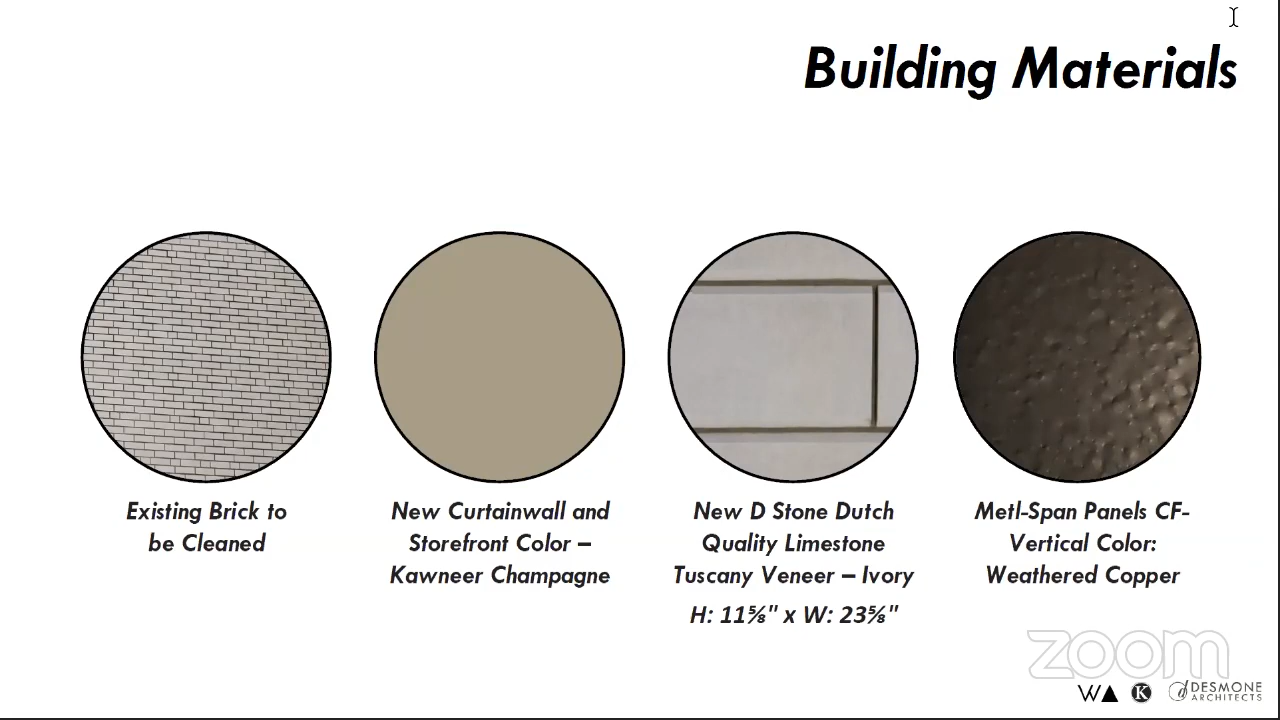 Building Materials
Existing Brick to
be Cleaned
New Curtainwall and
Storefront Color –
Kawneer Champagne
New D Stone Dutch
Quality Limestone
Tuscany Veneer – Ivory
H: 11⅝" x W: 23⅝"
Metl-Span Panels CF-
Vertical Color:
Weathered Copper
zoom
WA
K
d DESMONE
ARCHITECTS